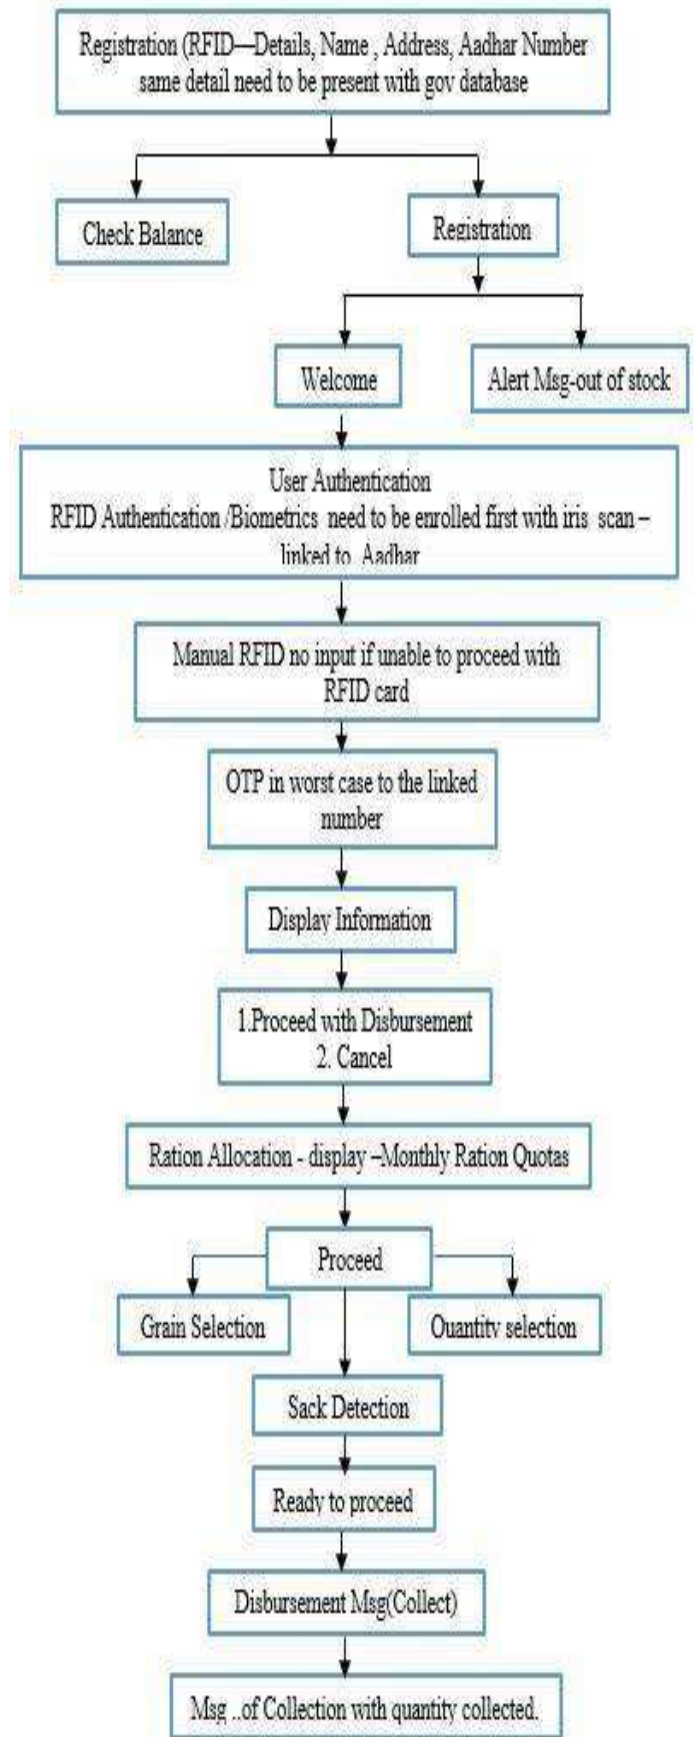 Registration (RFID—Details, Name , Address, Aadhar Number
same detail need to be present with gov database
Check Balance
Registration
Welcome
Alert Msg-out of stock
User Authentication
RFID Authentication /Biometrics need to be enrolled first with iris scan –
linked to Aadhar
Manual RFID no input if unable to proceed with
RFID card
OTP in worst case to the linked
number
Display Information
1.Proceed with Disbursement
2. Cancel
Ration Allocation - display –Monthly Ration Quotas
Proceed
Grain Selection
Quantity selection
Sack Detection
Ready to proceed
Disbursement Msg(Collect)
Msg ..of Collection with quantity collected.